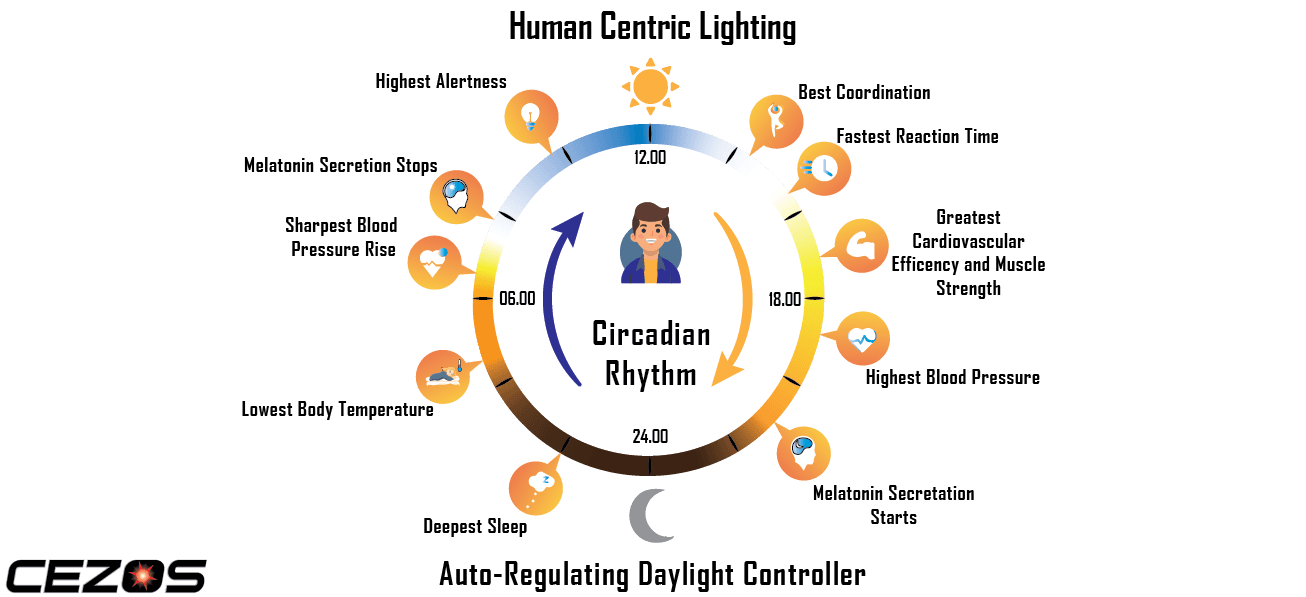 Human Centric Lighting
Highest Alertness
Best Coordination
Fastest Reaction Time
12.00
Melatonin Secretion Stops
Sharpest Blood
Pressure Rise
Greatest
Cardiovascular
Efficency and Muscle
Strength
06.00
18.00
Circadian
Rhythm
Highest Blood Pressure
Lowest Body Temperature
24.00
z
Melatonin Secretation
Starts
Deepest Sleep
CEZOS
Auto-Regulating Daylight Controller